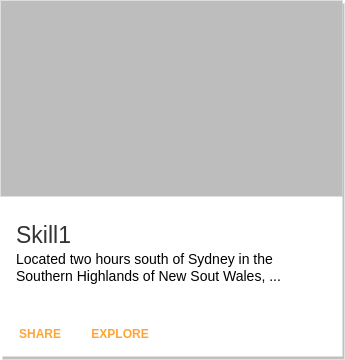 Skill1
Located two hours south of Sydney in the
Southern Highlands of New Sout Wales, ...
SHARE EXPLORE